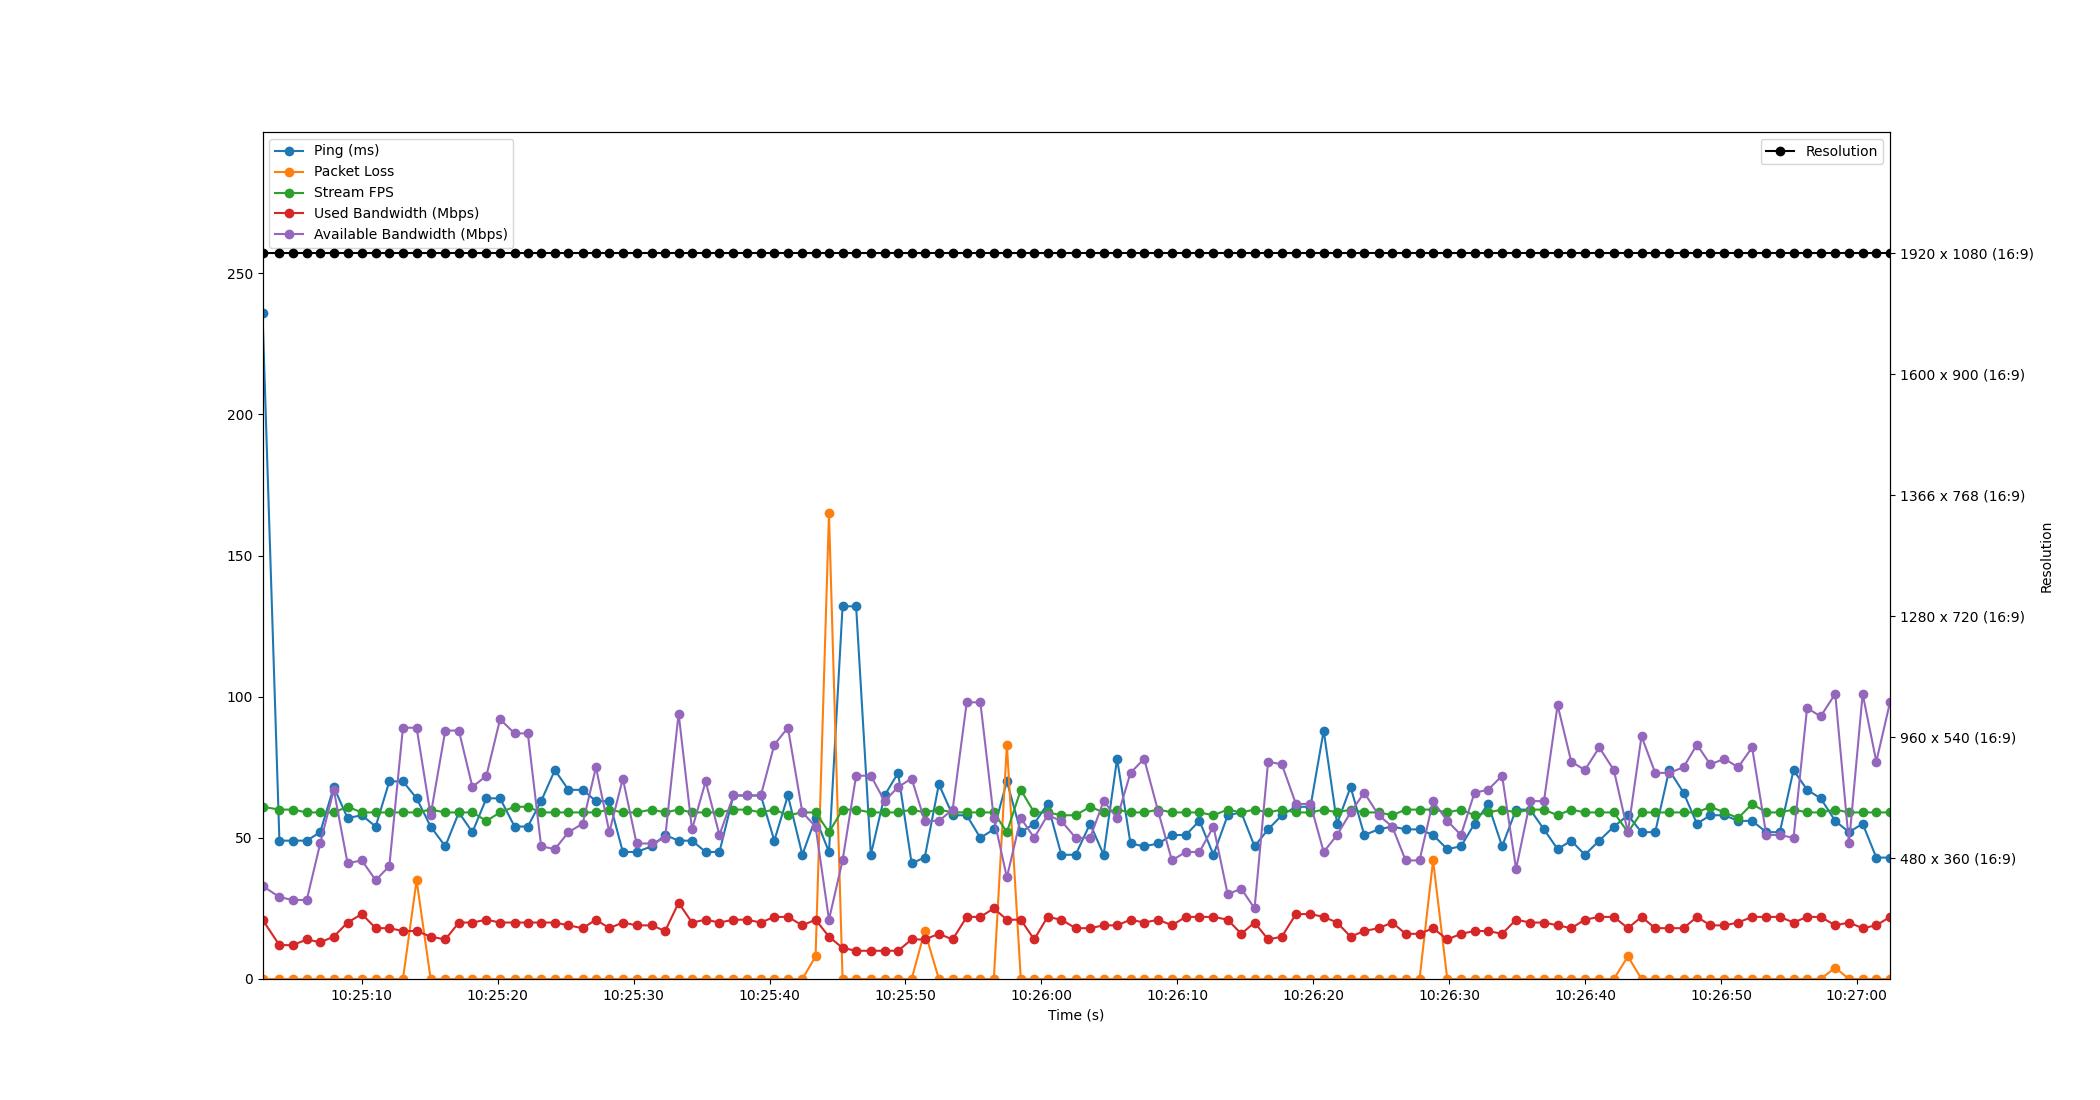 Ping (ms)
Packet Loss
Stream FPS
Used Bandwidth (Mbps)
Available Bandwidth (Mbps)
Resolution
250
200
150
100
50
0
1920 x 1080 (16:9)
1600 x 900 (16:9)
1366 x 768 (16:9)
1280 x 720 (16:9)
960 x 540 (16:9)
480 x 360 (16:9)
Resolution
10:25:10
10:25:20
10:25:30
10:25:40
10:25:50
10:26:00
10:26:10
10:26:20
10:26:30
10:26:40
10:26:50
10:27:00
Time (s)